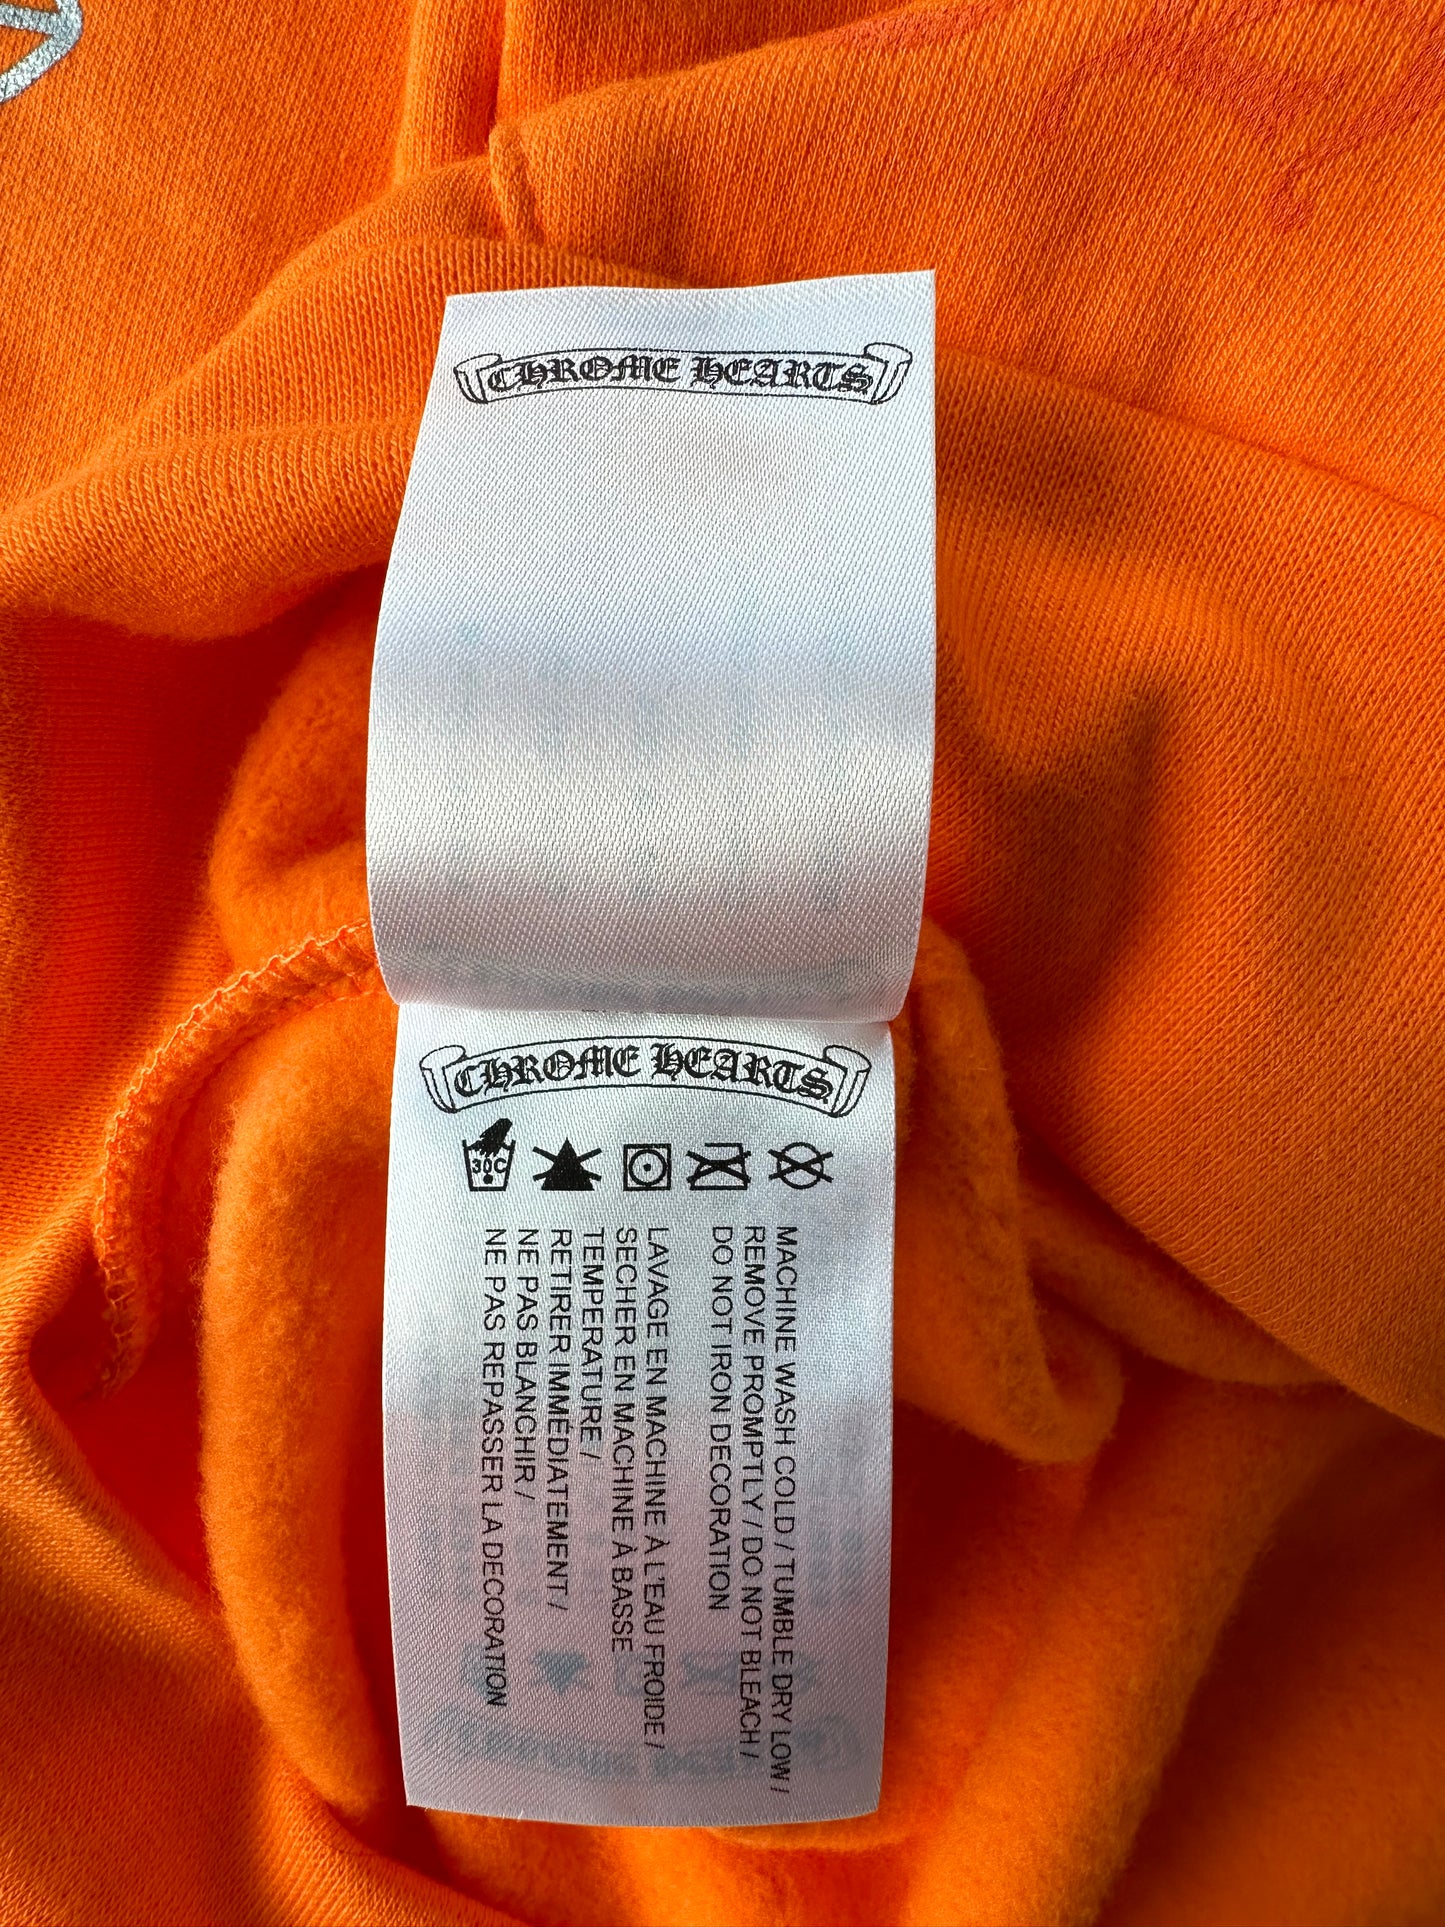 CHROME HEARTS
CHROME HEARTS
30C
MACHINE WASH COLD / TUMBLE DRY LOW /
REMOVE PROMPTLY / DO NOT BLEACH /
DO NOT IRON DECORATION
LAVAGE EN MACHINE À L'EAU FROIDE /
SECHER EN MACHINE À BASSE
TEMPERATURE /
RETIRER IMMÉDIATEMENT /
NE PAS BLANCHIR /
NE PAS REPASSER LA DECORATION